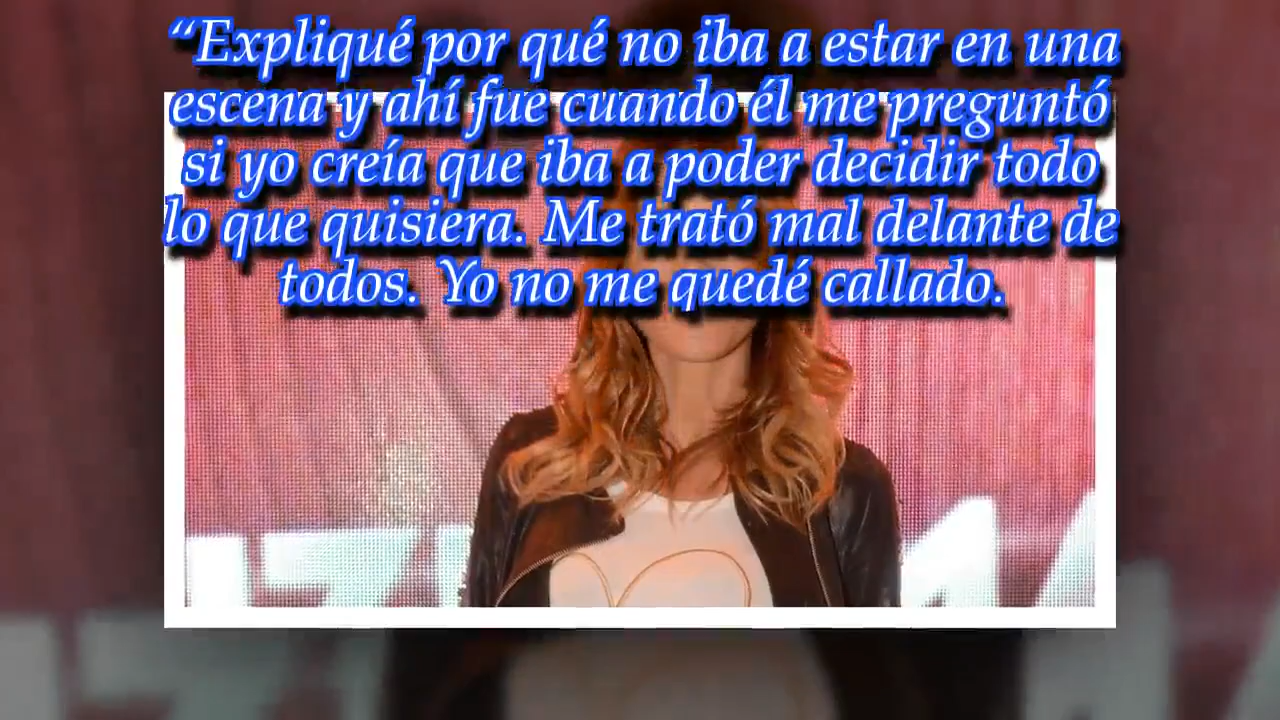 “Expliqué por qué no iba a estar en una
escena y ahí fue cuando él me preguntó
si yo creía que iba a poder decidir todo
lo que quisiera. Me trató mal delante de
todos. Yo no me quedé callado.